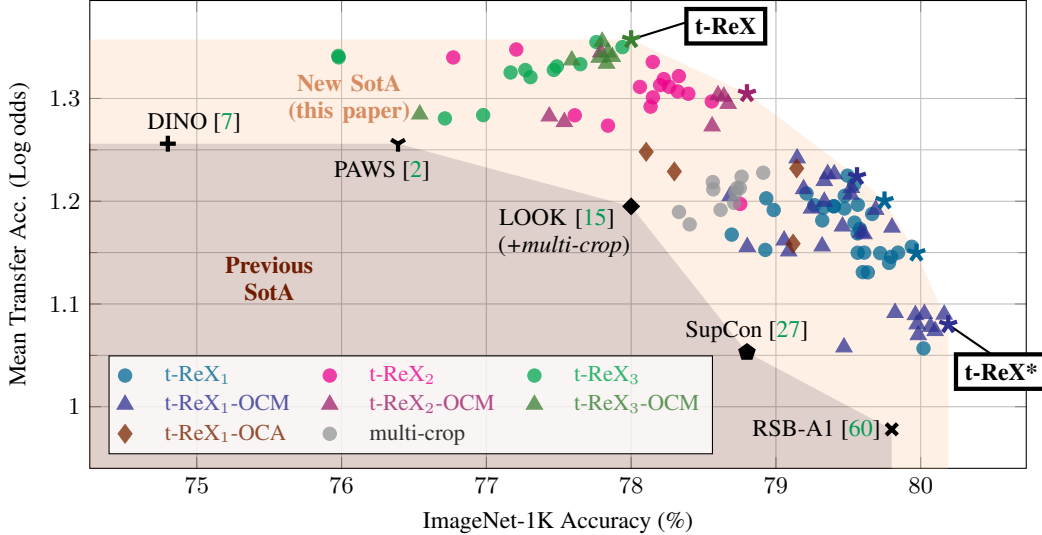 t-ReX
New SotA
(this paper)
DINO [7]
PAWS [2]
LOOK [15]
(+multi-crop)
Previous
SotA
SupCon [27]
t-ReX*
RSB-A1 [60]
t-ReX₁
t-ReX₂
t-ReX₃
t-ReX₁-OCM
t-ReX₂-OCM
t-ReX₃-OCM
t-ReX₁-OCA
multi-crop
1.3
1.2
1.1
1
Mean Transfer Acc. (Log odds)
75 76 77 78 79 80
ImageNet-1K Accuracy (%)